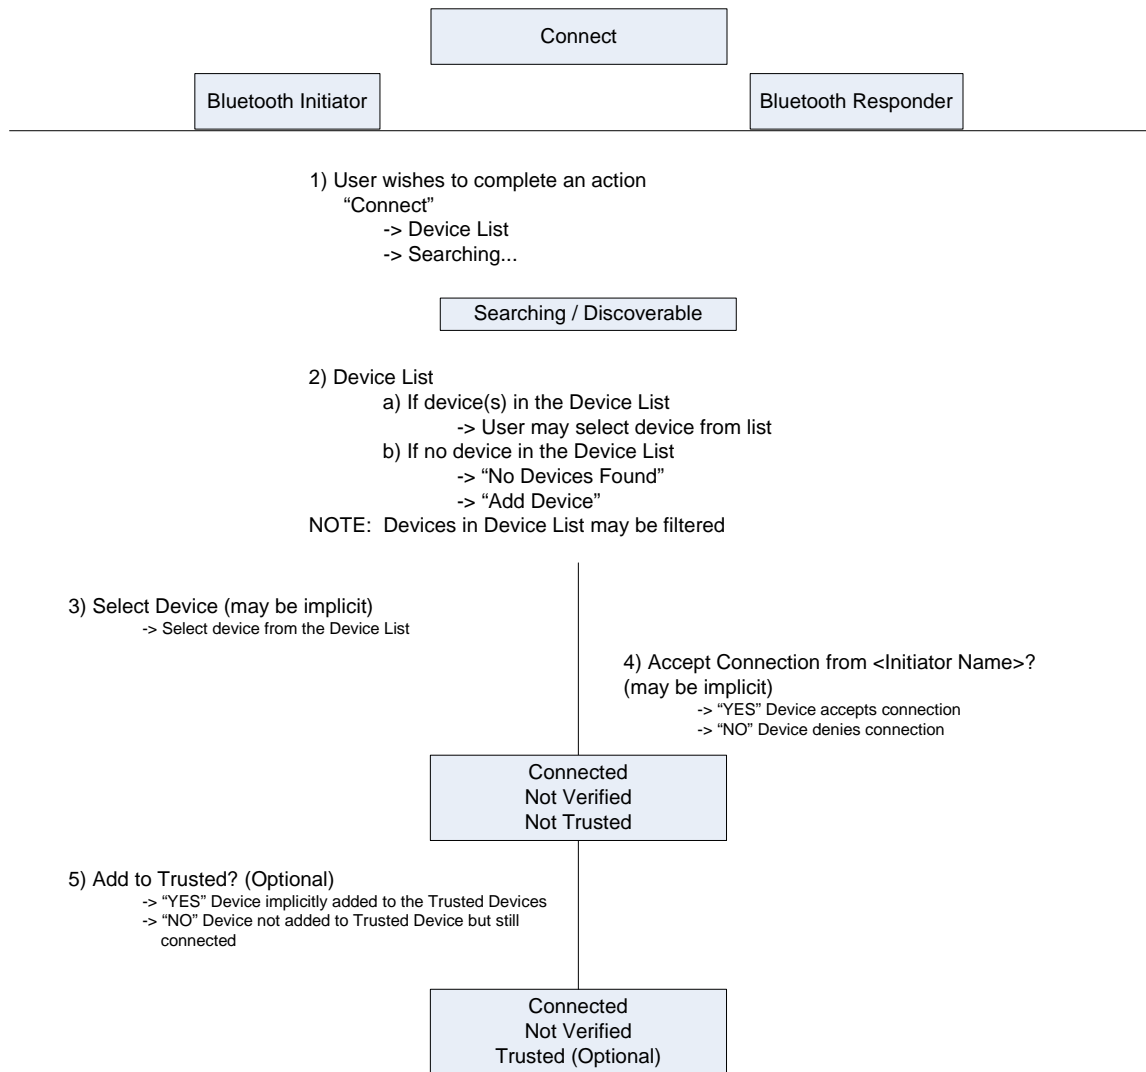 Connect
Bluetooth Initiator
Bluetooth Responder
1) User wishes to complete an action
“Connect”
-> Device List
-> Searching...
Searching / Discoverable
2) Device List
a) If device(s) in the Device List
-> User may select device from list
b) If no device in the Device List
-> “No Devices Found”
-> “Add Device”
NOTE:  Devices in Device List may be filtered
3) Select Device (may be implicit)
-> Select device from the Device List
4) Accept Connection from <Initiator Name>?
(may be implicit)
-> “YES” Device accepts connection
-> “NO” Device denies connection
Connected
Not Verified
Not Trusted
5) Add to Trusted? (Optional)
-> “YES” Device implicitly added to the Trusted Devices
-> “NO” Device not added to Trusted Device but still
connected
Connected
Not Verified
Trusted (Optional)